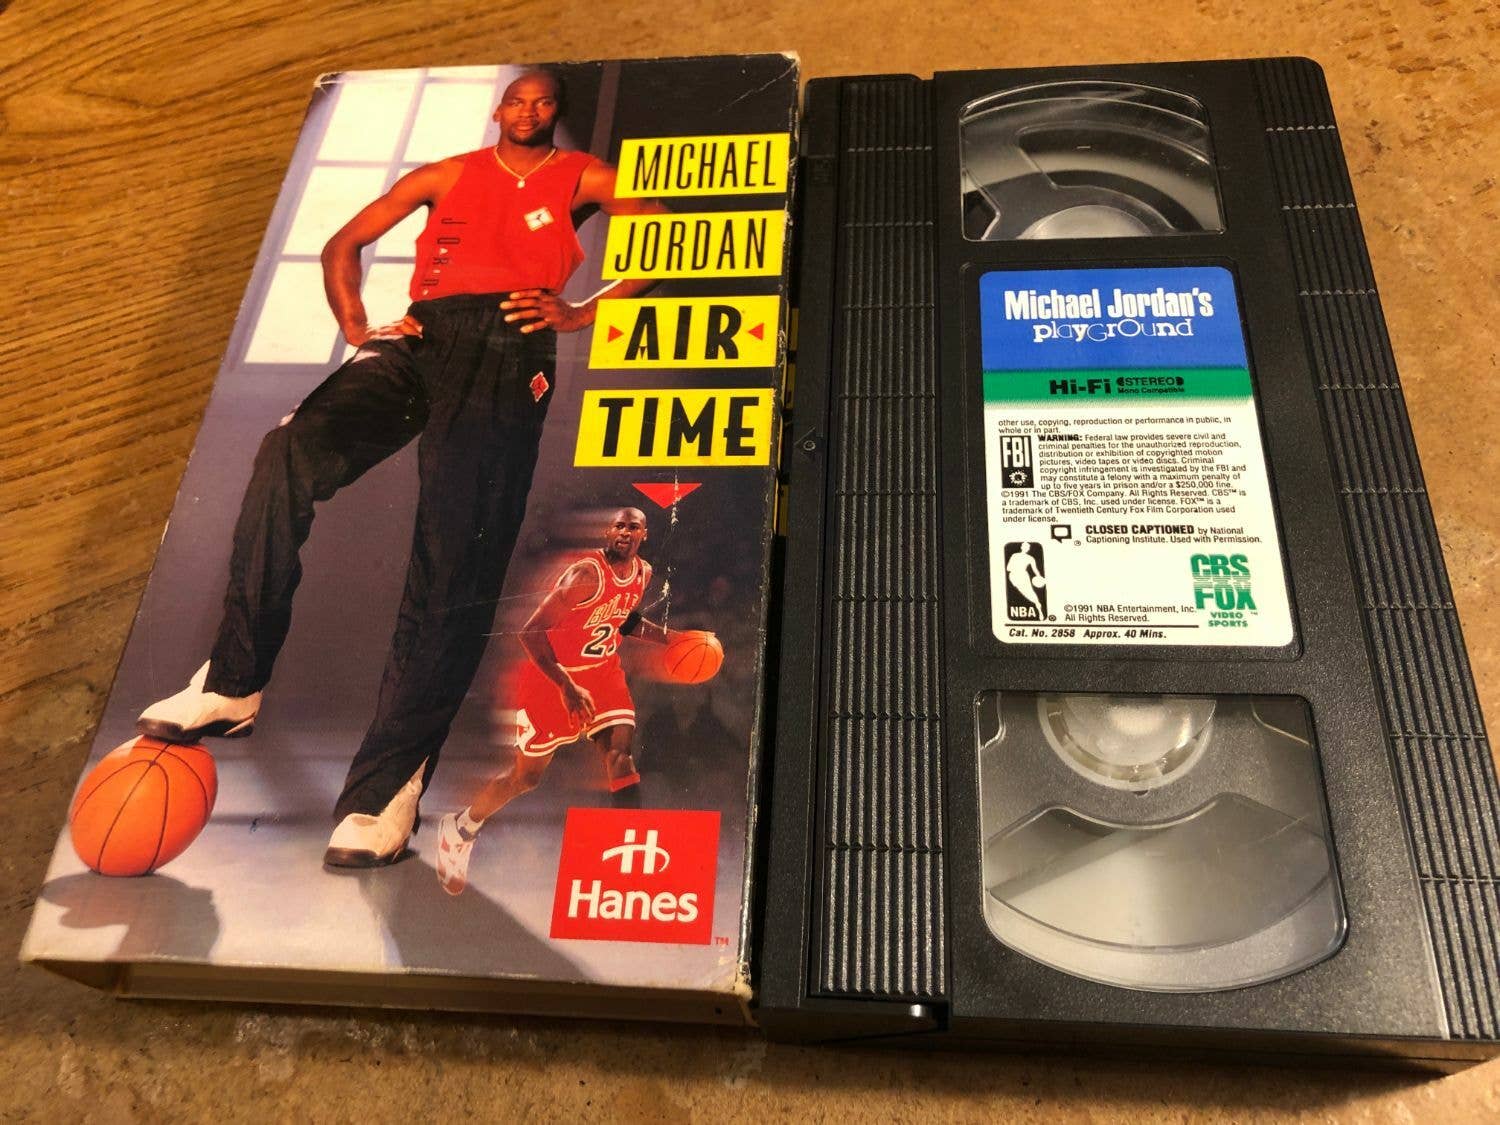 MICHAEL
JORDAN
AIR
TIME
JORDAN
BULLS
Hanes
TM
Michael Jordan's
playGrOund
Hi-Fi STEREO
Mono Compatible
other use, copying, reproduction or performance in public, in
whole or in part.
FBI
WARNING: Federal law provides severe civil and
criminal penalties for the unauthorized reproduction,
distribution or exhibition of copyrighted motion
pictures, video tapes or video discs. Criminal
copyright infringement is investigated by the FBI and
may constitute a felony with a maximum penalty of
up to five years in prison and/or a $250,000 fine.
©1991 The CBS/FOX Company. All Rights Reserved. CBS™ is
a trademark of CBS, Inc. used under license. FOX™ is a
trademark of Twentieth Century Fox Film Corporation used
under license.
CLOSED CAPTIONED by National
Captioning Institute. Used with Permission.
®
NBA ®
©1991 NBA Entertainment, Inc.
All Rights Reserved.
CBS
FOX ™
VIDEO
SPORTS
Cat. No. 2858 Approx. 40 Mins.